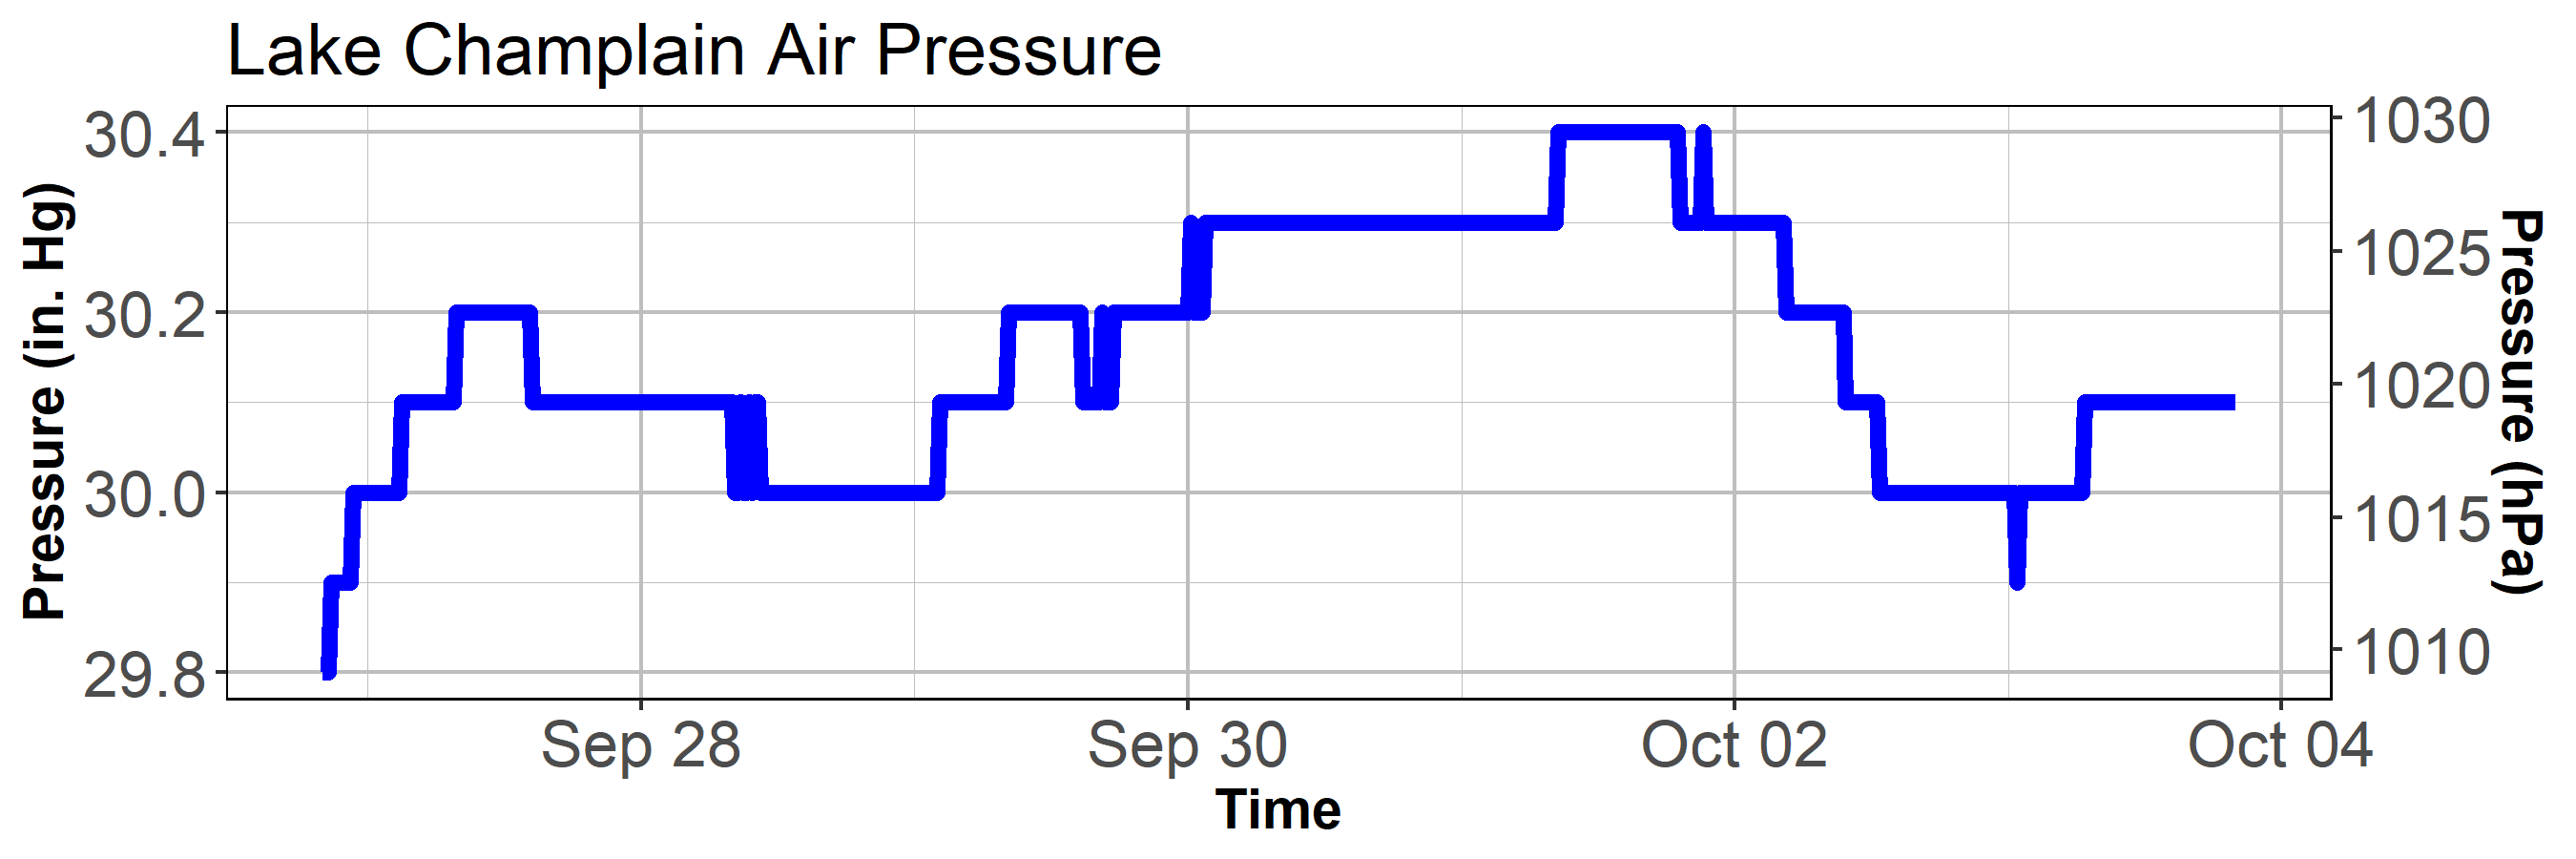 Lake Champlain Air Pressure
30.4
30.2
30.0
29.8
Pressure (in. Hg)
1030
1025
1020
1015
1010
Pressure (hPa)
Sep 28
Sep 30
Oct 02
Oct 04
Time